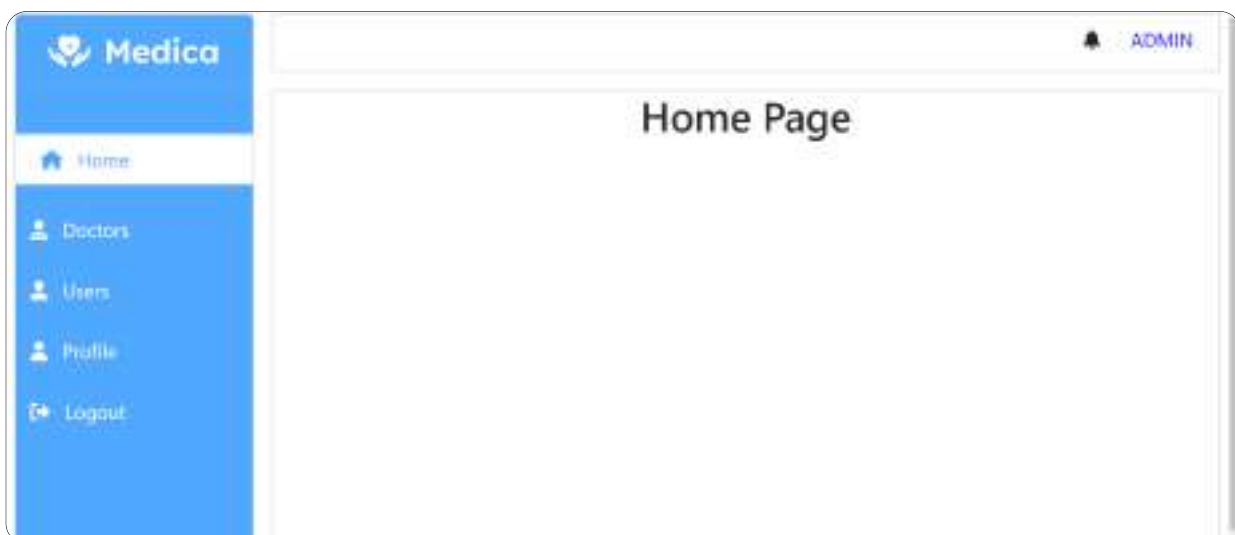 Medica
ADMIN
Home Page
Home
Doctors
Users
Profile
Logout